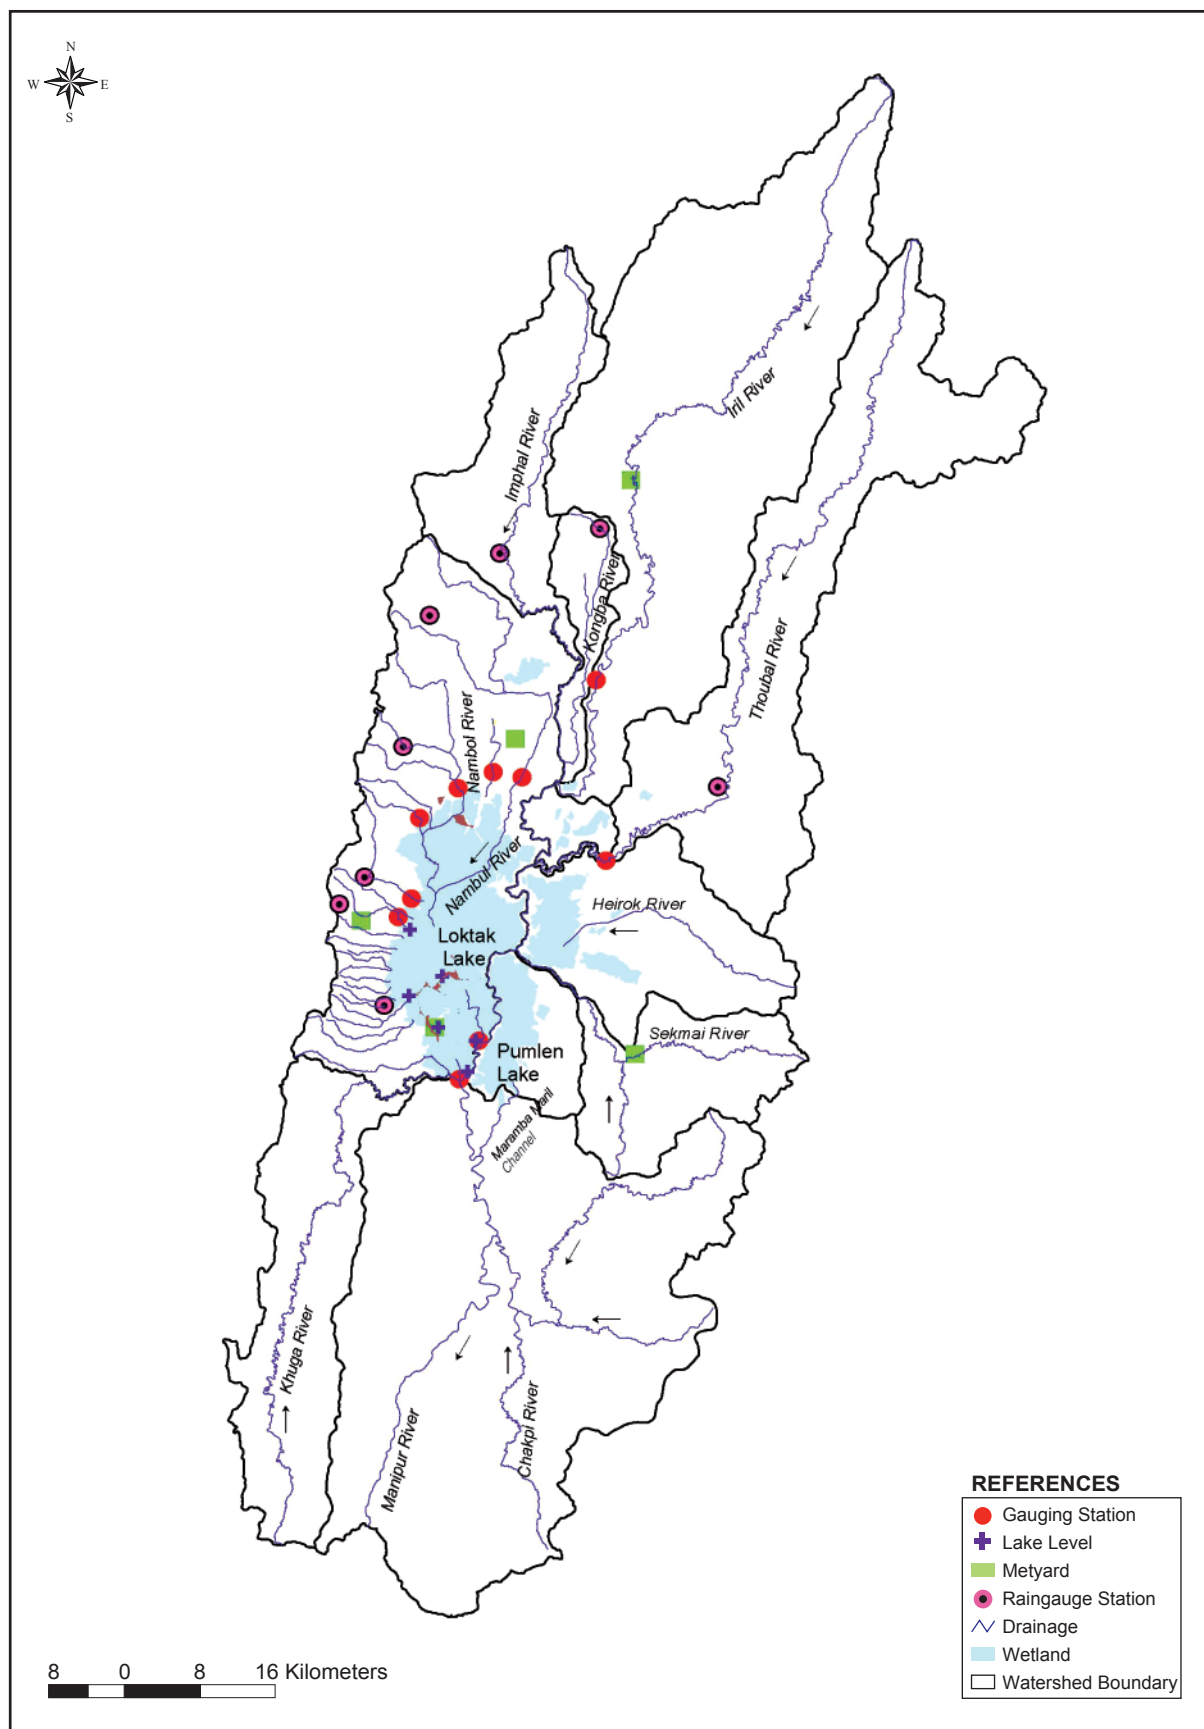 N
W E
S
Iril River
Imphal River
Kongba River
Thoubal River
Nambol River
Nambul River
Heirok River
Loktak
Lake
Sekmai River
Pumlen
Lake
Maramba Maril
Channel
Khuga River
Manipur River
Chakpi River
REFERENCES
Gauging Station
Lake Level
Metyard
Raingauge Station
Drainage
Wetland
Watershed Boundary
8 0 8 16 Kilometers